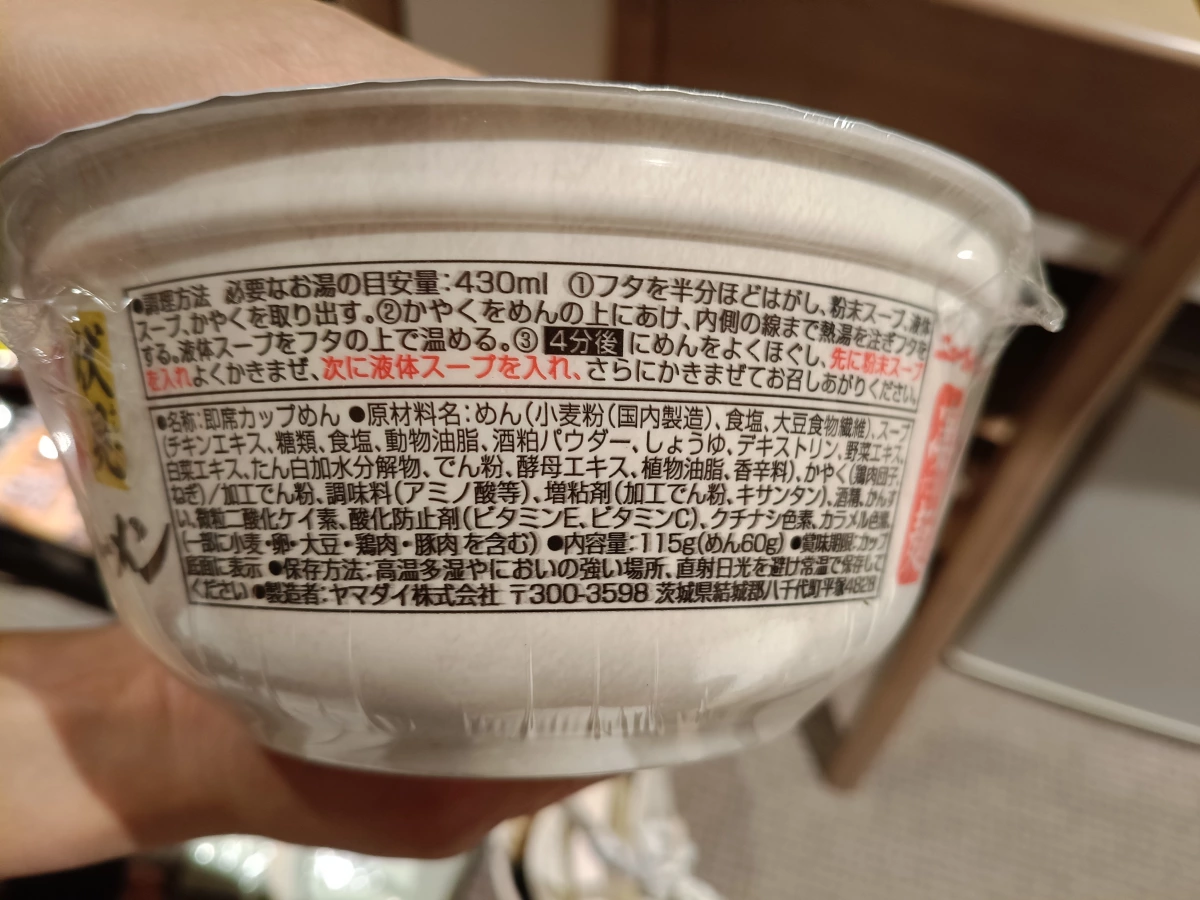 ●調理方法 必要なお湯の目安量:430ml ①フタを半分ほどはがし、粉末スープ、液体
スープ、かやくを取り出す。②かやくをめんの上にあけ、内側の線まで熱湯を注ぎフタを
する。液体スープをフタの上で温める。③ 4分後 にめんをよくほぐし、先に粉末スープ
を入れよくかきまぜ、次に液体スープを入れ、さらにかきまぜてお召しあがりください。
●名称:即席カップめん ●原材料名:めん(小麦粉(国内製造)、食塩、大豆食物繊維)、スープ
(チキンエキス、糖類、食塩、動物油脂、酒粕パウダー、しょうゆ、デキストリン、野菜エキス、
白菜エキス、たん白加水分解物、でん粉、酵母エキス、植物油脂、香辛料)、かやく(鶏肉団子、
ねぎ)/加工でん粉、調味料(アミノ酸等)、増粘剤(加工でん粉、キサンタン)、酒精、かんす
い、微粒二酸化ケイ素、酸化防止剤(ビタミンE、ビタミンC)、クチナシ色素、カラメル色素、
(一部に小麦・卵・大豆・鶏肉・豚肉を含む) ●内容量:115g(めん60g) ●賞味期限:カップ
底面に表示 ●保存方法:高温多湿やにおいの強い場所、直射日光を避け常温で保存して
ください ●製造者:ヤマダイ株式会社 〒300-3598 茨城県結城郡八千代町平塚4828
メン